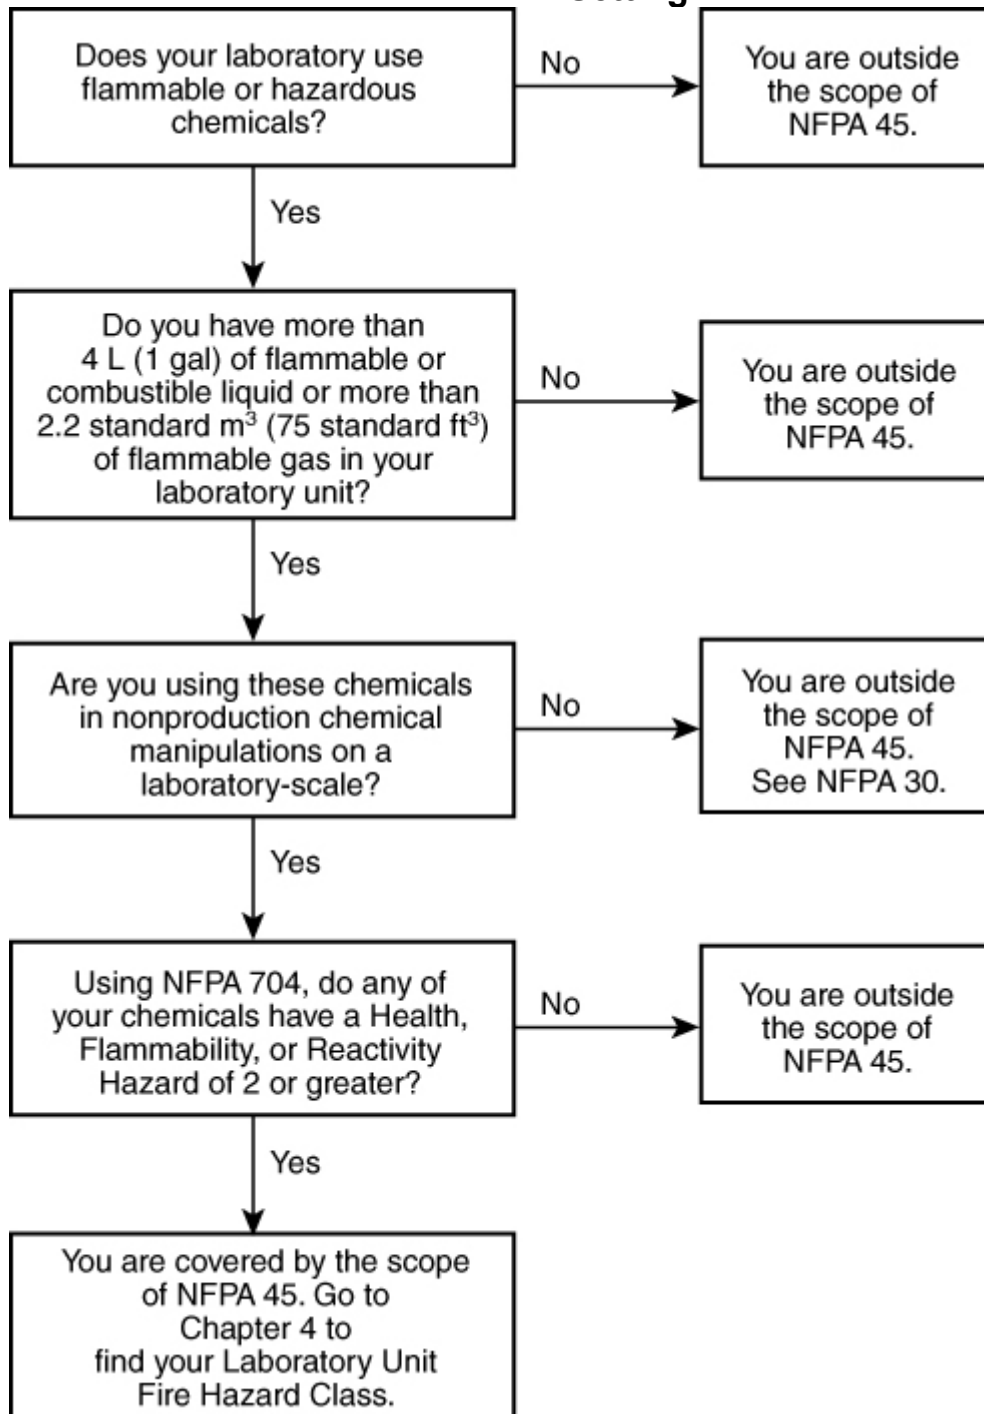 Does your laboratory use
flammable or hazardous
chemicals?
No
You are outside
the scope of
NFPA 45.
Yes
Do you have more than
4 L (1 gal) of flammable or
combustible liquid or more than
2.2 standard m³ (75 standard ft³)
of flammable gas in your
laboratory unit?
No
You are outside
the scope of
NFPA 45.
Yes
Are you using these chemicals
in nonproduction chemical
manipulations on a
laboratory-scale?
No
You are outside
the scope of
NFPA 45.
See NFPA 30.
Yes
Using NFPA 704, do any of
your chemicals have a Health,
Flammability, or Reactivity
Hazard of 2 or greater?
No
You are outside
the scope of
NFPA 45.
Yes
You are covered by the scope
of NFPA 45. Go to
Chapter 4 to
find your Laboratory Unit
Fire Hazard Class.